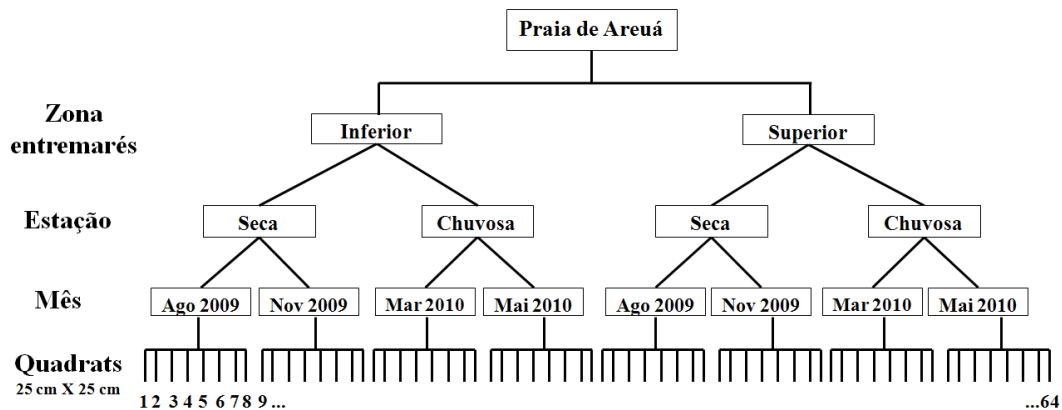 Praia de Areuá
Zona
entremarés
Inferior
Superior
Estação
Seca
Chuvosa
Seca
Chuvosa
Mês
Ago 2009
Nov 2009
Mar 2010
Mai 2010
Ago 2009
Nov 2009
Mar 2010
Mai 2010
Quadrats
25 cm X 25 cm
1 2 3 4 5 6 7 8 9 ...
...64